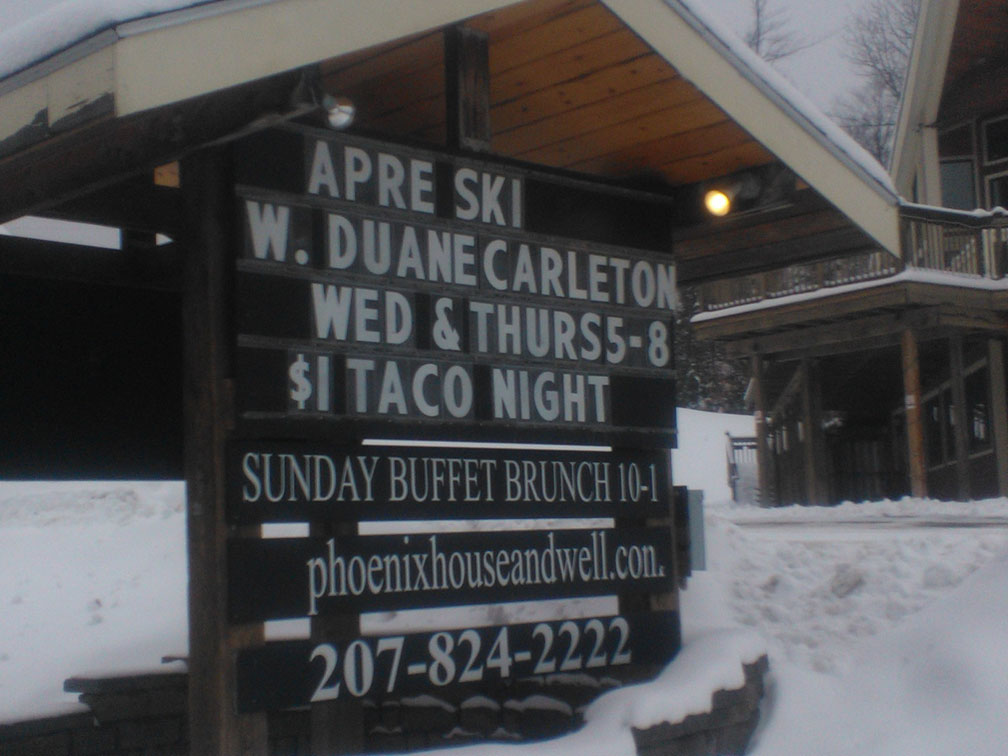 APRE SKI
W. DUANE CARLETON
WED & THURS 5-8
$1 TACO NIGHT
SUNDAY BUFFET BRUNCH 10-1
phoenixhouseandwell.com
207-824-2222